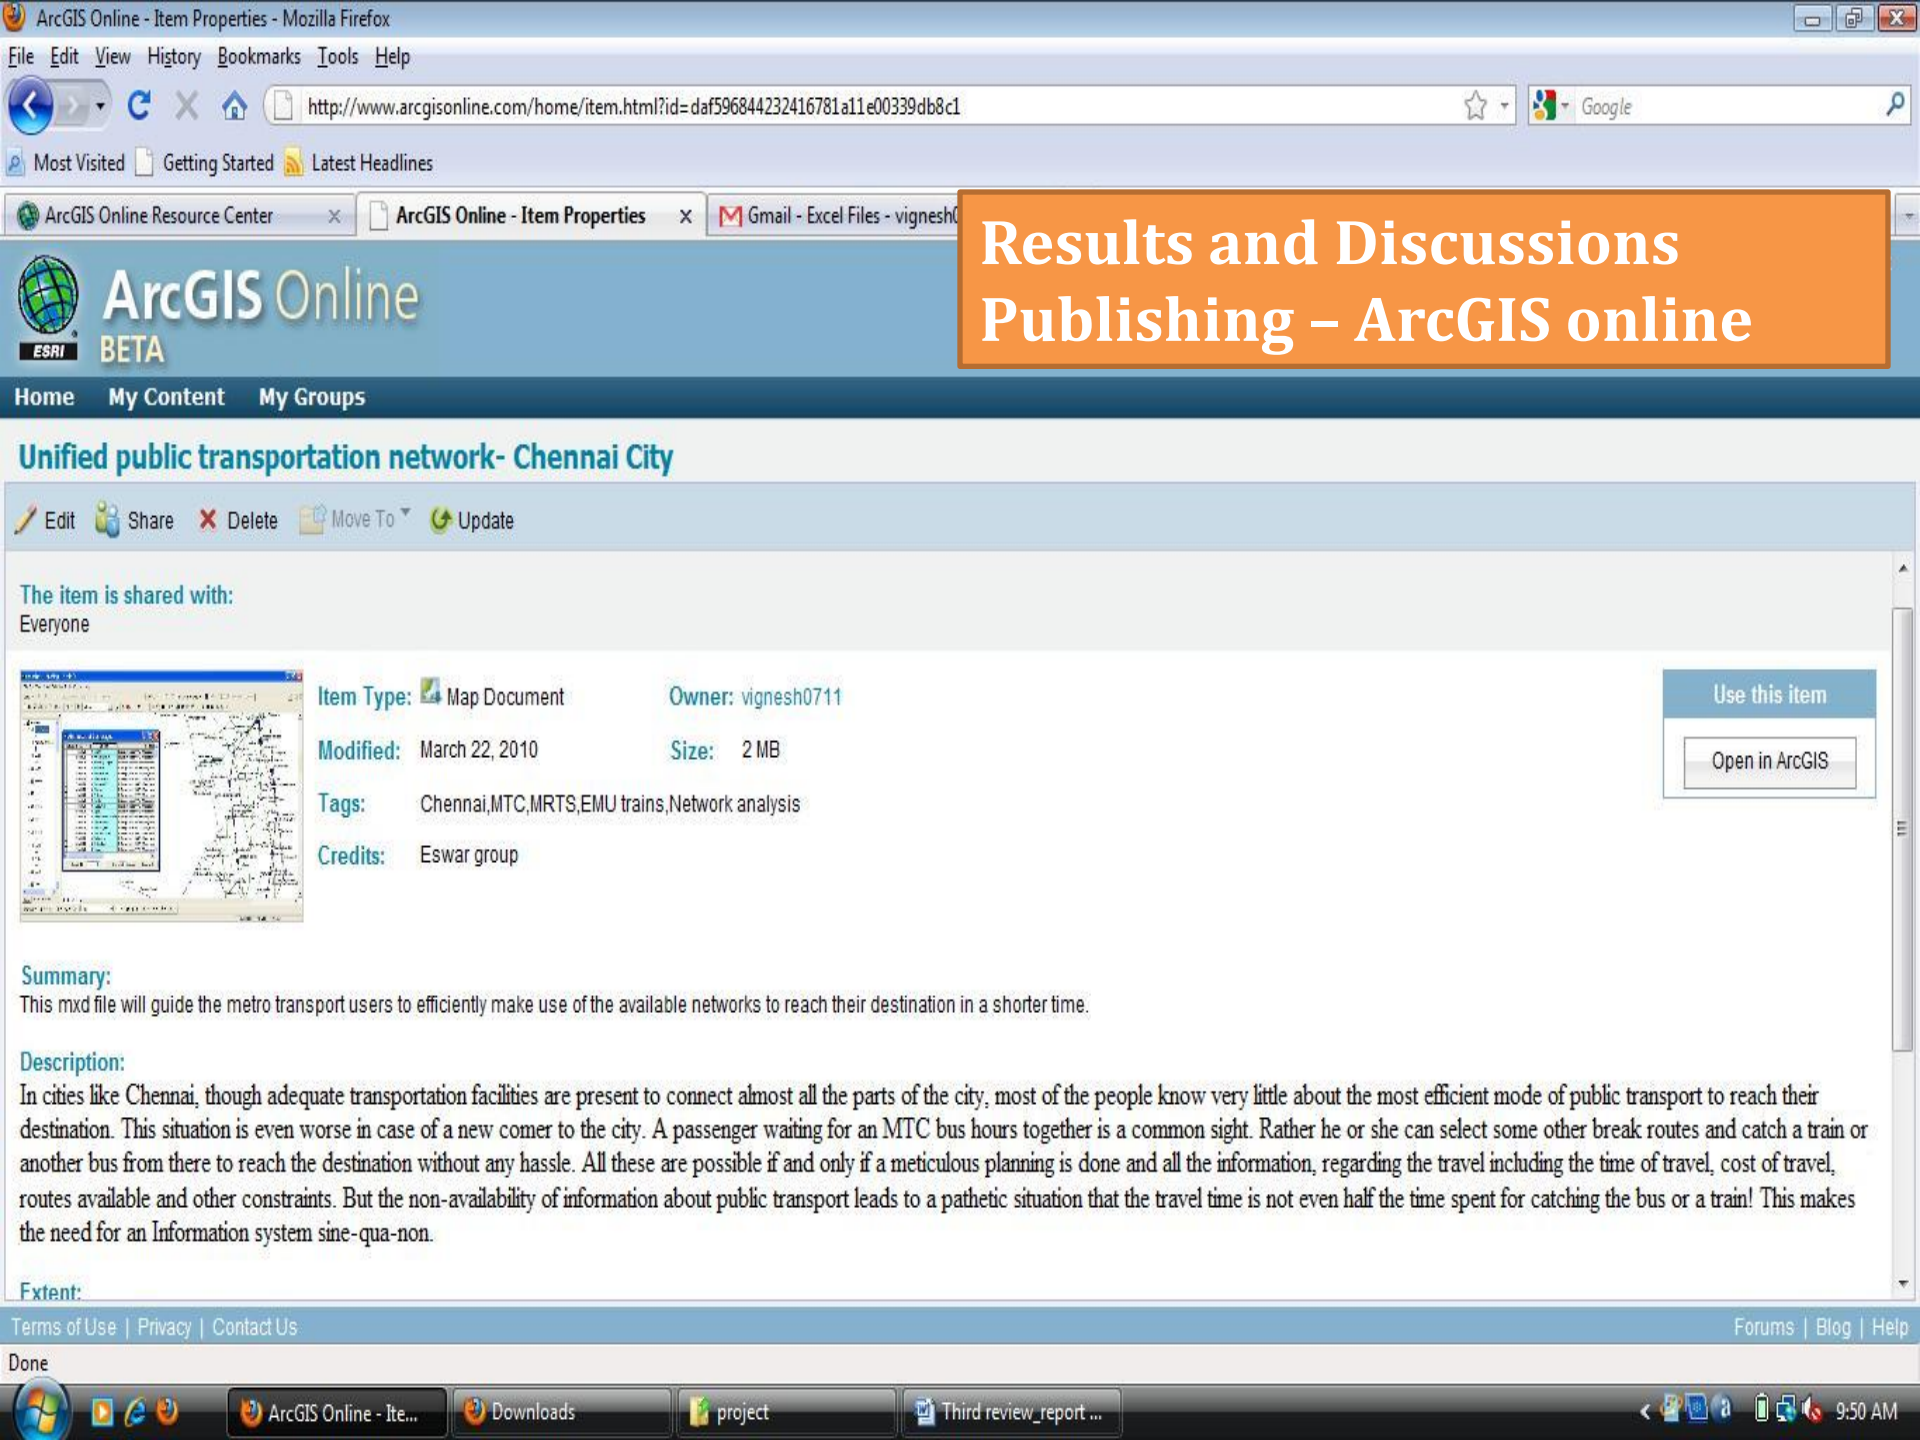 ArcGIS Online - Item Properties - Mozilla Firefox
File Edit View History Bookmarks Tools Help
http://www.arcgisonline.com/home/item.html?id=daf596844232416781a11e00339db8c1
Google
Most Visited Getting Started Latest Headlines
ArcGIS Online Resource Center
ArcGIS Online - Item Properties
Gmail - Excel Files - vignesh0
Results and Discussions
Publishing – ArcGIS online
ArcGIS Online
ESRI BETA
Home My Content My Groups
Unified public transportation network- Chennai City
Edit Share Delete Move To Update
The item is shared with:
Everyone
Item Type: Map Document Owner: vignesh0711
Use this item
Modified: March 22, 2010 Size: 2 MB
Open in ArcGIS
Tags: Chennai,MTC,MRTS,EMU trains,Network analysis
Credits: Eswar group
Summary:
This mxd file will guide the metro transport users to efficiently make use of the available networks to reach their destination in a shorter time.
Description:
In cities like Chennai, though adequate transportation facilities are present to connect almost all the parts of the city, most of the people know very little about the most efficient mode of public transport to reach their
destination. This situation is even worse in case of a new comer to the city. A passenger waiting for an MTC bus hours together is a common sight. Rather he or she can select some other break routes and catch a train or
another bus from there to reach the destination without any hassle. All these are possible if and only if a meticulous planning is done and all the information, regarding the travel including the time of travel, cost of travel,
routes available and other constraints. But the non-availability of information about public transport leads to a pathetic situation that the travel time is not even half the time spent for catching the bus or a train! This makes
the need for an Information system sine-qua-non.
Extent:
Terms of Use | Privacy | Contact Us
Forums | Blog | Help
Done
ArcGIS Online - Ite...
Downloads
project
Third review_report ...
9:50 AM